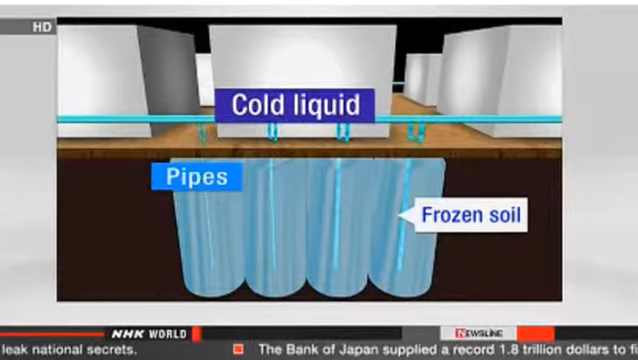 HD
Cold liquid
Pipes
Frozen soil
NHK WORLD
NEWSLINE
leak national secrets.
The Bank of Japan supplied a record 1.8 trillion dollars to fi